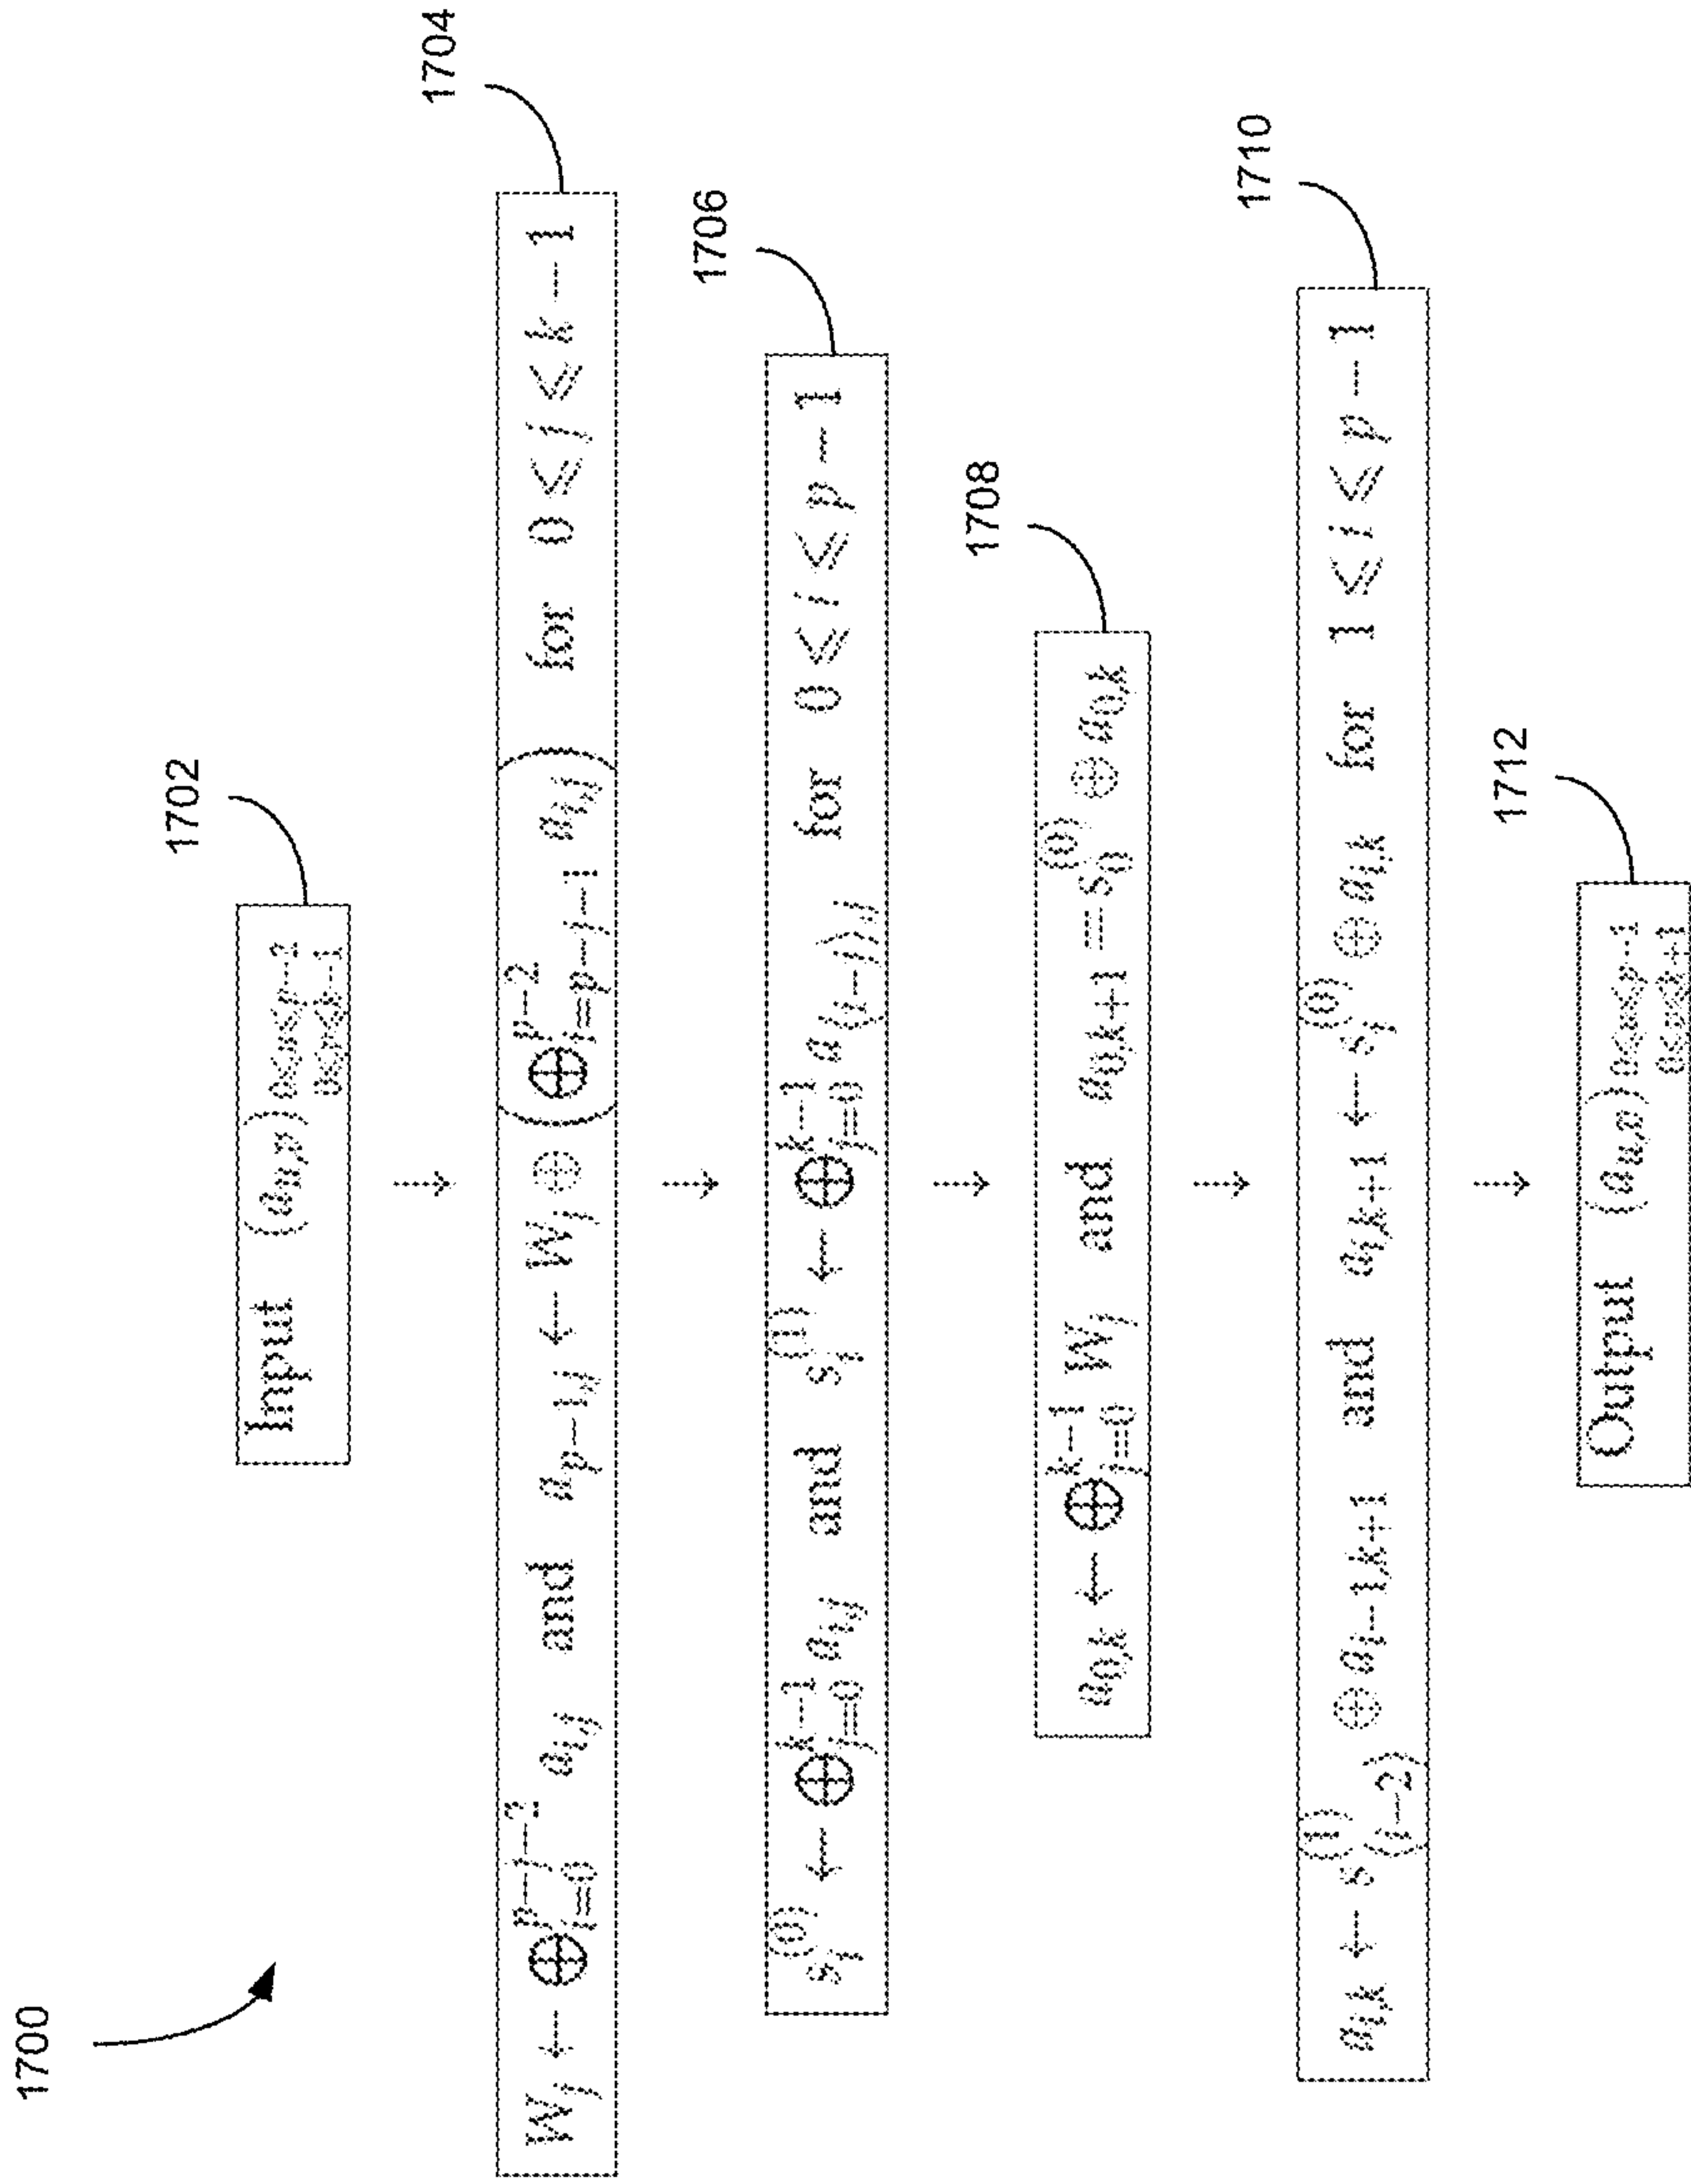 1700
1702
Input (a_{u,v})_{0≤u≤p−2 0≤v≤k−1}
1704
W_j ← ⊕_{i=0}^{p−j−2} a_{i,j} and a_{p−1,j} ← W_j ⊕ (⊕_{i=p−j−1}^{p−2} a_{i,j}) for 0 ≤ j ≤ k − 1
1706
s_i^{(0)} ← ⊕_{j=0}^{k−1} a_{i,j} and s_i^{(1)} ← ⊕_{j=0}^{k−1} a_{⟨i−j⟩,j} for 0 ≤ i ≤ p − 1
1708
a_{0,k} ← ⊕_{j=0}^{k−1} W_j and a_{0,k+1} = s_0^{(0)} ⊕ a_{0,k}
1710
a_{i,k} ← s_{⟨i−2⟩}^{(1)} ⊕ a_{i−1,k+1} and a_{i,k+1} ← s_i^{(0)} ⊕ a_{i,k} for 1 ≤ i ≤ p − 1
1712
Output (a_{u,v})_{0≤u≤p−1 0≤v≤k+1}